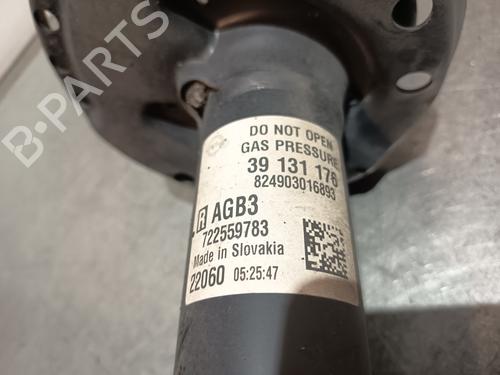 B-PARTS
DO NOT OPEN
GAS PRESSURE
39 131 176
824903016893
R AGB3
722559783
Made in Slovakia
22060 05:25:47